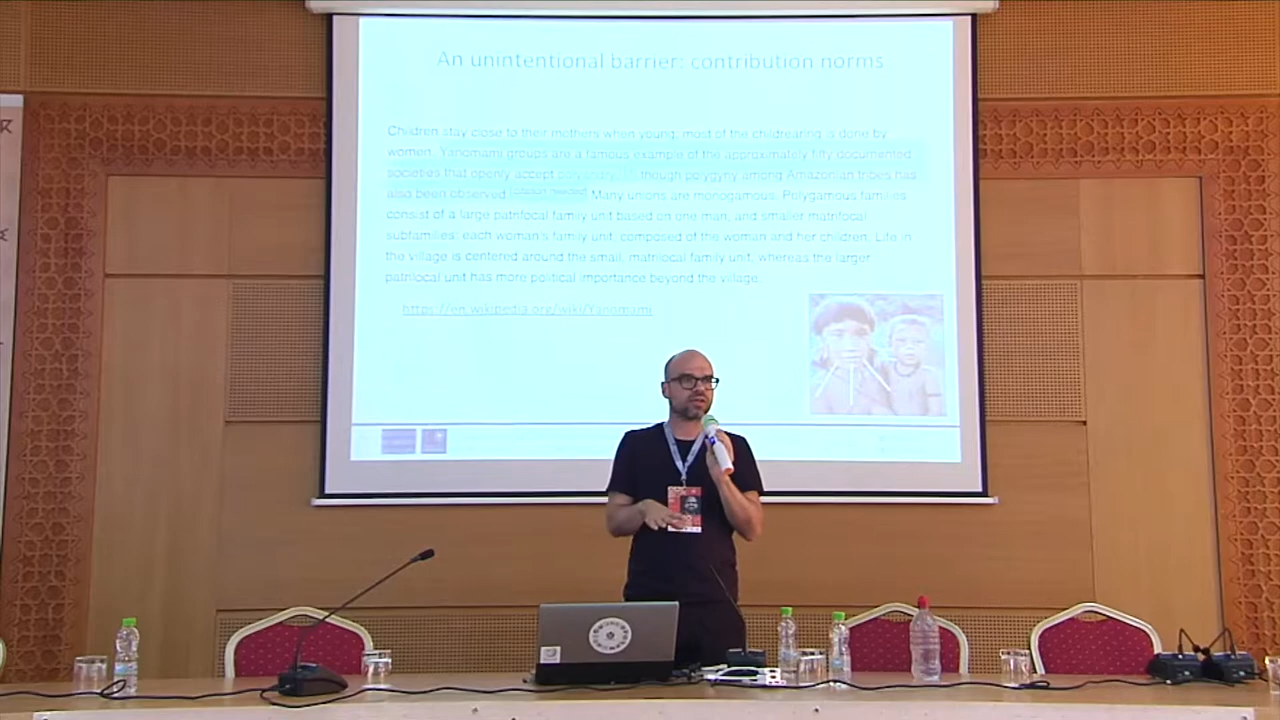 An unintentional barrier: contribution norms
Children stay close to their mothers when young; most of the childrearing is done by
women. Yanomami groups are a famous example of the approximately fifty documented
societies that openly accept polyandry, though polygyny among Amazonian tribes has
also been observed [citation needed] Many unions are monogamous. Polygamous families
consist of a large patrifocal family unit based on one man, and smaller matrifocal
subfamilies: each woman's family unit, composed of the woman and her children. Life in
the village is centered around the small, matrilocal family unit, whereas the larger
patrilocal unit has more political importance beyond the village.
https://en.wikipedia.org/wiki/Yanomami